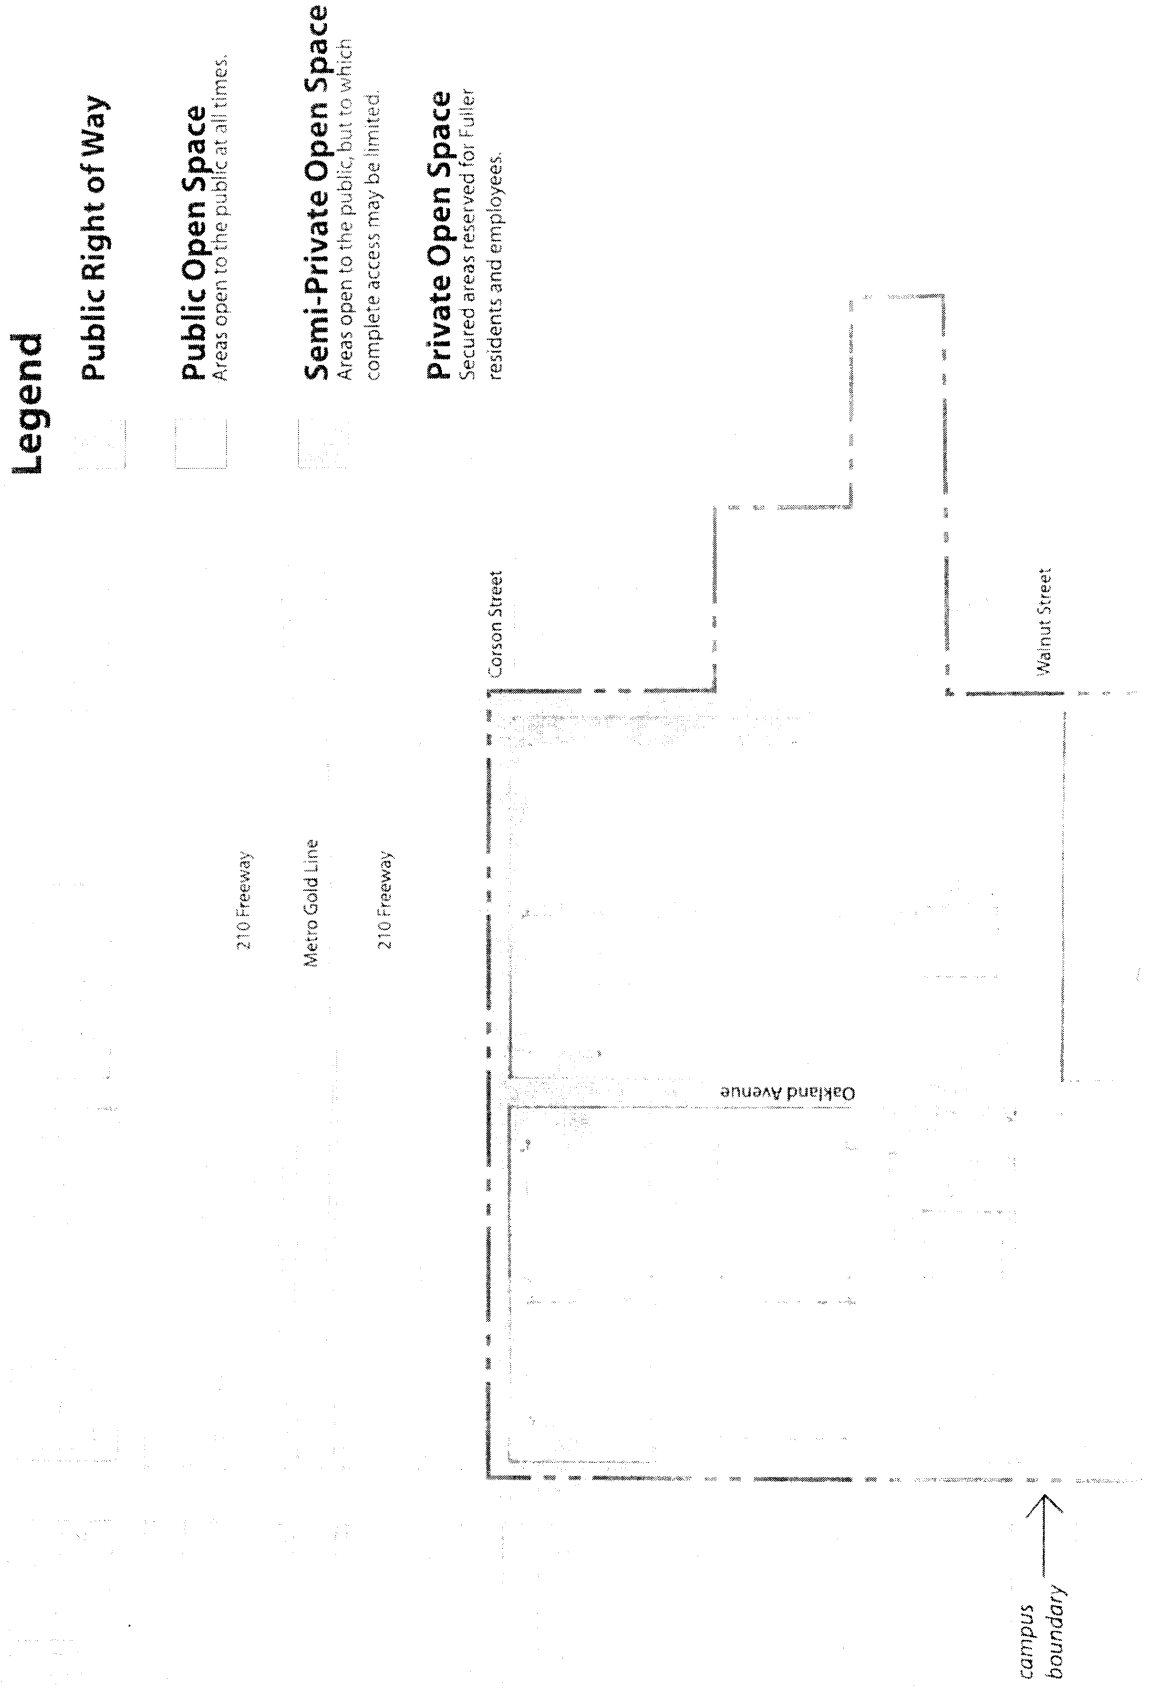 Legend
Public Right of Way
Public Open Space
Areas open to the public at all times.
Semi-Private Open Space
Areas open to the public, but to which
complete access may be limited.
Private Open Space
Secured areas reserved for Fuller
residents and employees.
210 Freeway
Metro Gold Line
210 Freeway
Corson Street
Oakland Avenue
Walnut Street
campus
boundary